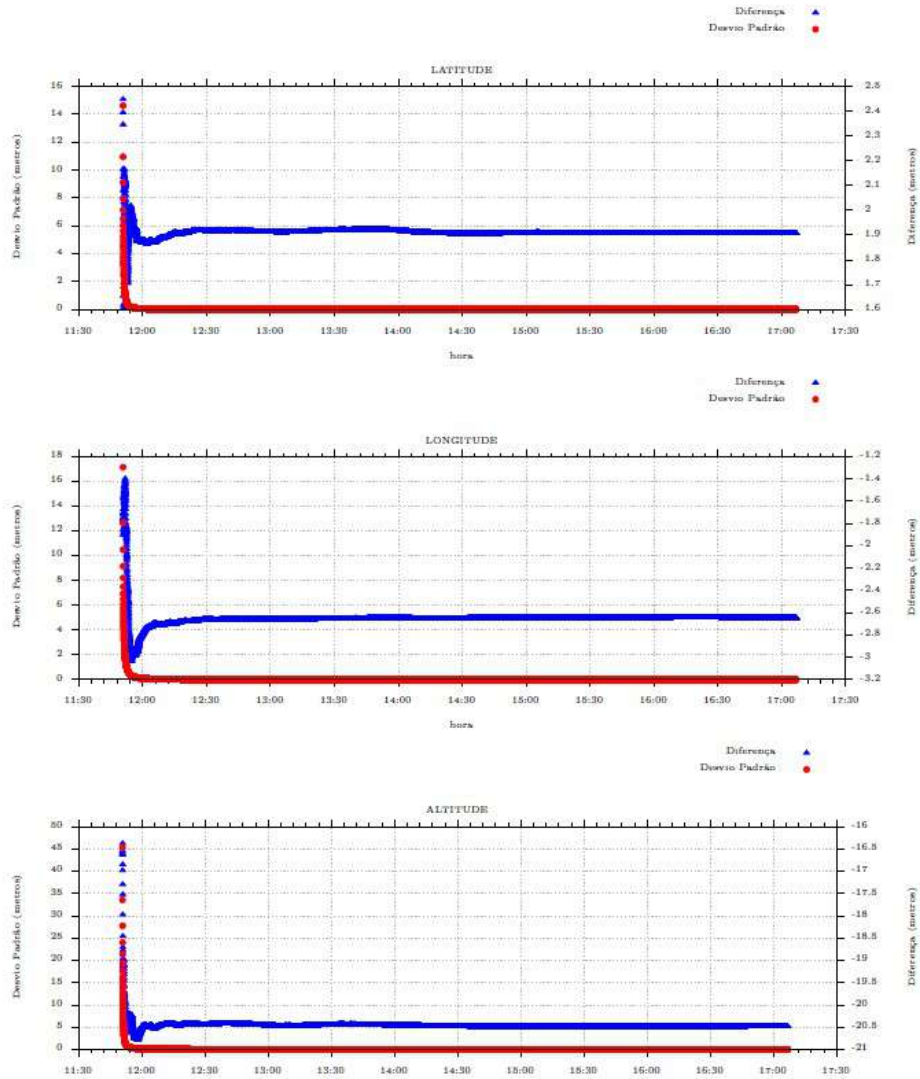 Diferença
Desvio Padrão
LATITUDE
16 2.5
14 2.4
2.3
12 2.2
10 2.1
8 2
6 1.9
4 1.8
2 1.7
0 1.6
Desvio Padrão (metros)
Diferença (metros)
11:30 12:00 12:30 13:00 13:30 14:00 14:30 15:00 15:30 16:00 16:30 17:00 17:30
hora
Diferença
Desvio Padrão
LONGITUDE
18 -1.2
16 -1.4
14 -1.6
12 -1.8
10 -2
-2.2
8 -2.4
6 -2.6
4 -2.8
2 -3
0 -3.2
Desvio Padrão (metros)
Diferença (metros)
11:30 12:00 12:30 13:00 13:30 14:00 14:30 15:00 15:30 16:00 16:30 17:00 17:30
hora
Diferença
Desvio Padrão
ALTITUDE
50 -16
45 -16.5
40 -17
35 -17.5
30 -18
25 -18.5
20 -19
15 -19.5
10 -20
5 -20.5
0 -21
Desvio Padrão (metros)
Diferença (metros)
11:30 12:00 12:30 13:00 13:30 14:00 14:30 15:00 15:30 16:00 16:30 17:00 17:30